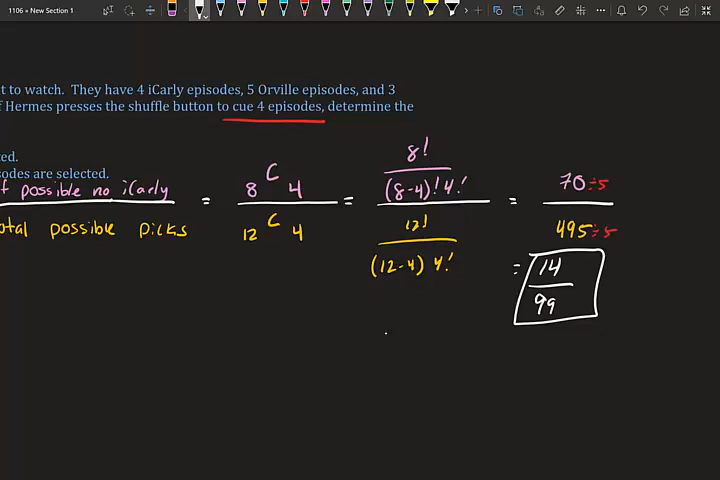 1106 » New Section 1
t to watch. They have 4 iCarly episodes, 5 Orville episodes, and 3
f Hermes presses the shuffle button to cue 4 episodes, determine the
ted.
isodes are selected.
f possible no iCarly = 8 C 4 = 8! (8-4)! 4! = 70 ÷5
otal possible picks 12 C 4 12! (12-4) 4! 495 ÷5
= 14
99